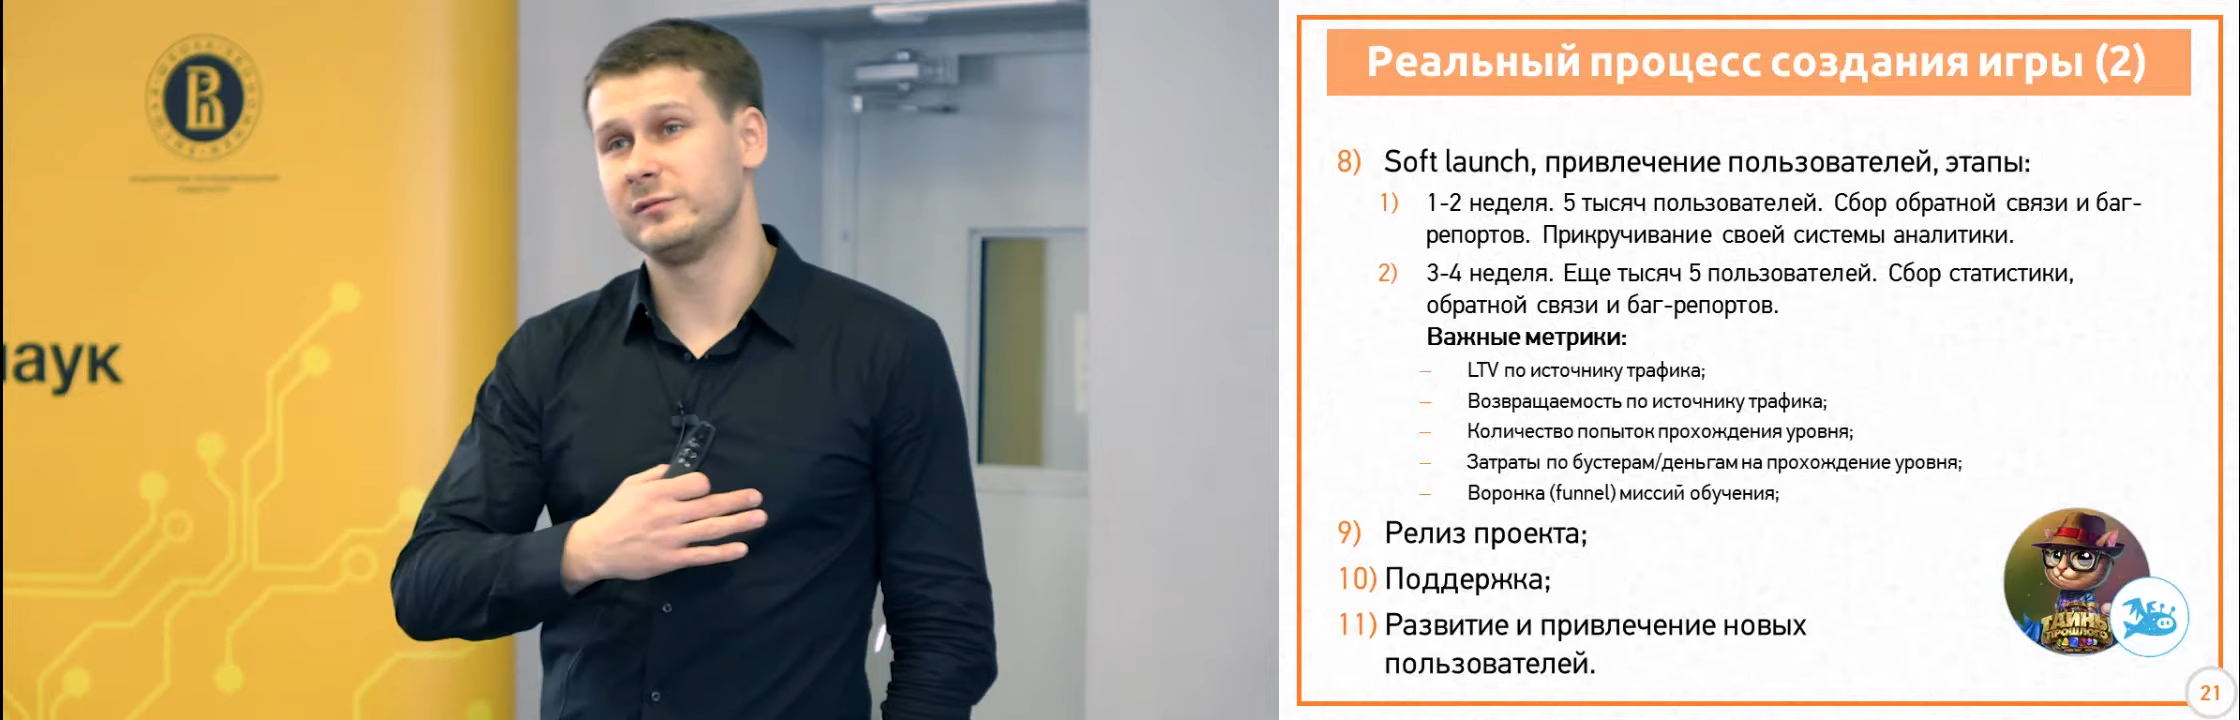 наук
Реальный процесс создания игры (2)
8) Soft launch, привлечение пользователей, этапы:
1) 1-2 неделя. 5 тысяч пользователей. Сбор обратной связи и баг-
репортов. Прикручивание своей системы аналитики.
2) 3-4 неделя. Еще тысяч 5 пользователей. Сбор статистики,
обратной связи и баг-репортов.
Важные метрики:
– LTV по источнику трафика;
– Возвращаемость по источнику трафика;
– Количество попыток прохождения уровня;
– Затраты по бустерам/деньгам на прохождение уровня;
– Воронка (funnel) миссий обучения;
9) Релиз проекта;
10) Поддержка;
11) Развитие и привлечение новых
пользователей.
ТАЙНЫ
ПРОШЛОГО
21